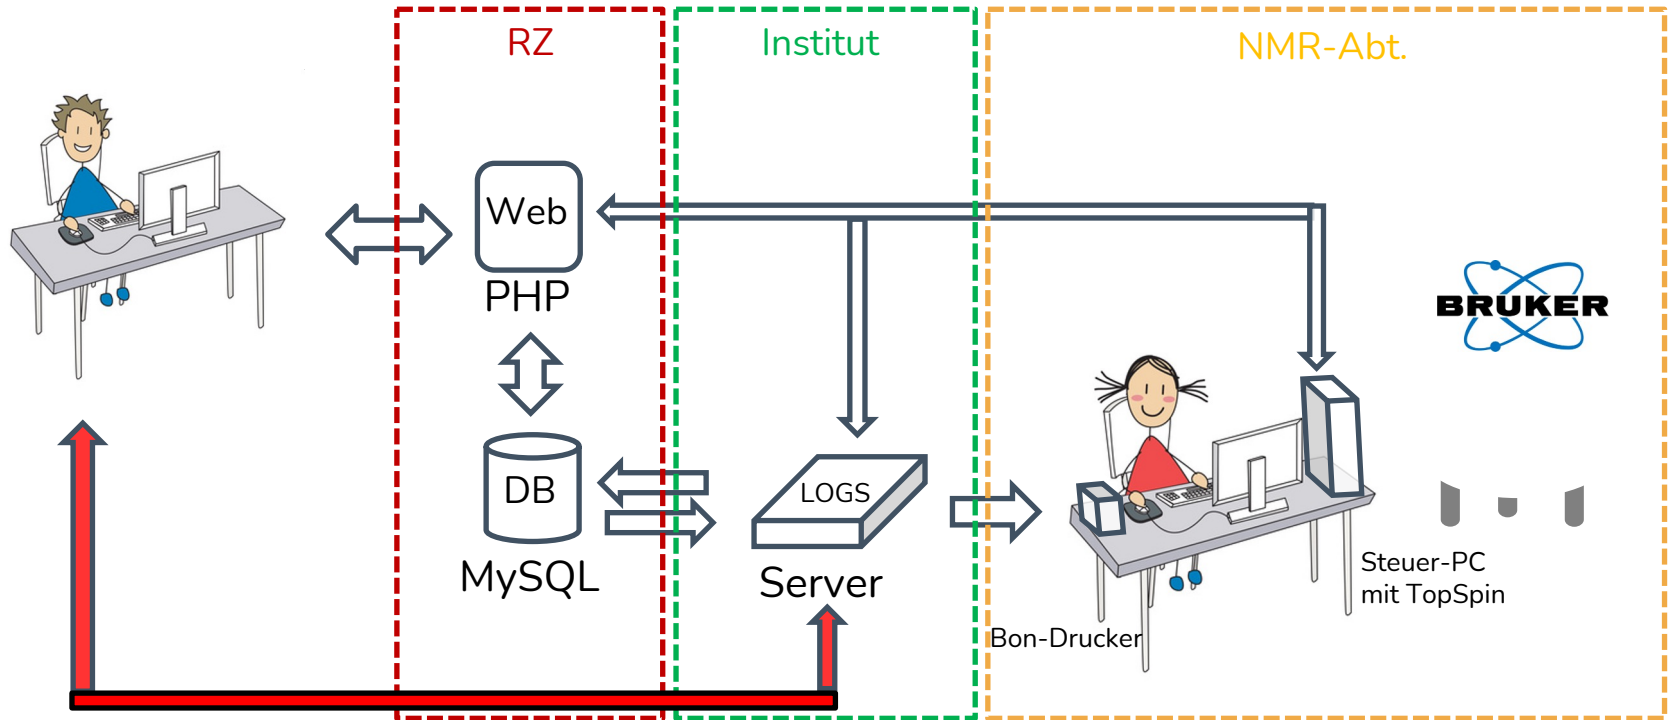 RZ
Institut
NMR-Abt.
Web
PHP
BRUKER
DB
LOGS
MySQL
Server
Steuer-PC
mit TopSpin
Bon-Drucker